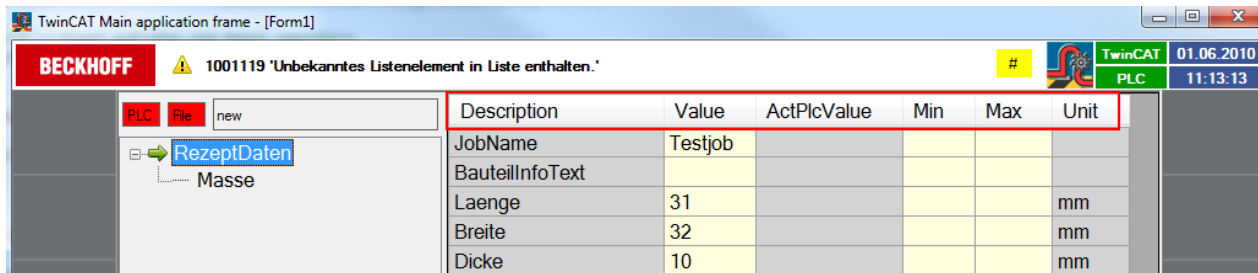 TwinCAT Main application frame - [Form1]
BECKHOFF 1001119 'Unbekanntes Listenelement in Liste enthalten.' # TwinCAT 01.06.2010
PLC 11:13:13
PLC File new
Description Value ActPlcValue Min Max Unit
RezeptDaten
Masse
JobName Testjob
BauteilInfoText
Laenge 31 mm
Breite 32 mm
Dicke 10 mm